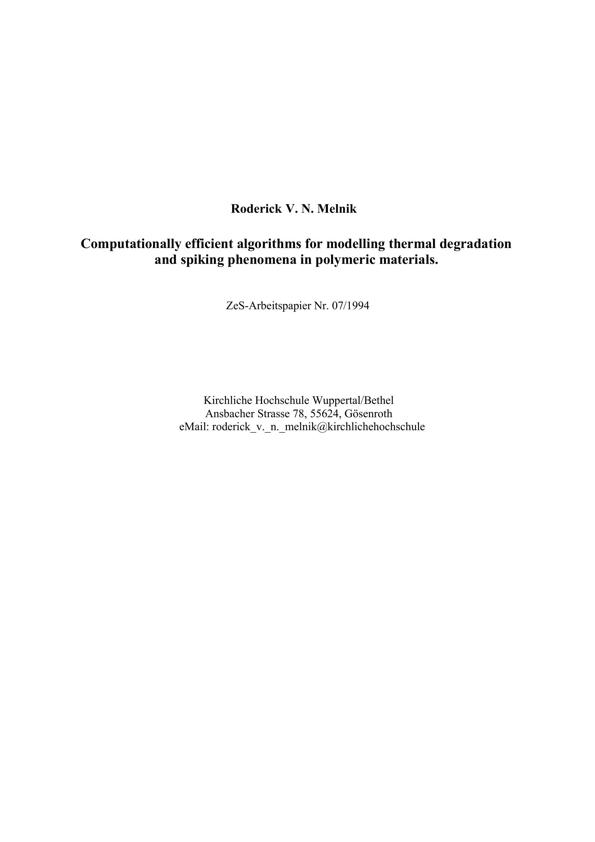 Roderick V. N. Melnik
Computationally efficient algorithms for modelling thermal degradation
and spiking phenomena in polymeric materials.
ZeS-Arbeitspapier Nr. 07/1994
Kirchliche Hochschule Wuppertal/Bethel
Ansbacher Strasse 78, 55624, Gösenroth
eMail: roderick_v._n._melnik@kirchlichehochschule